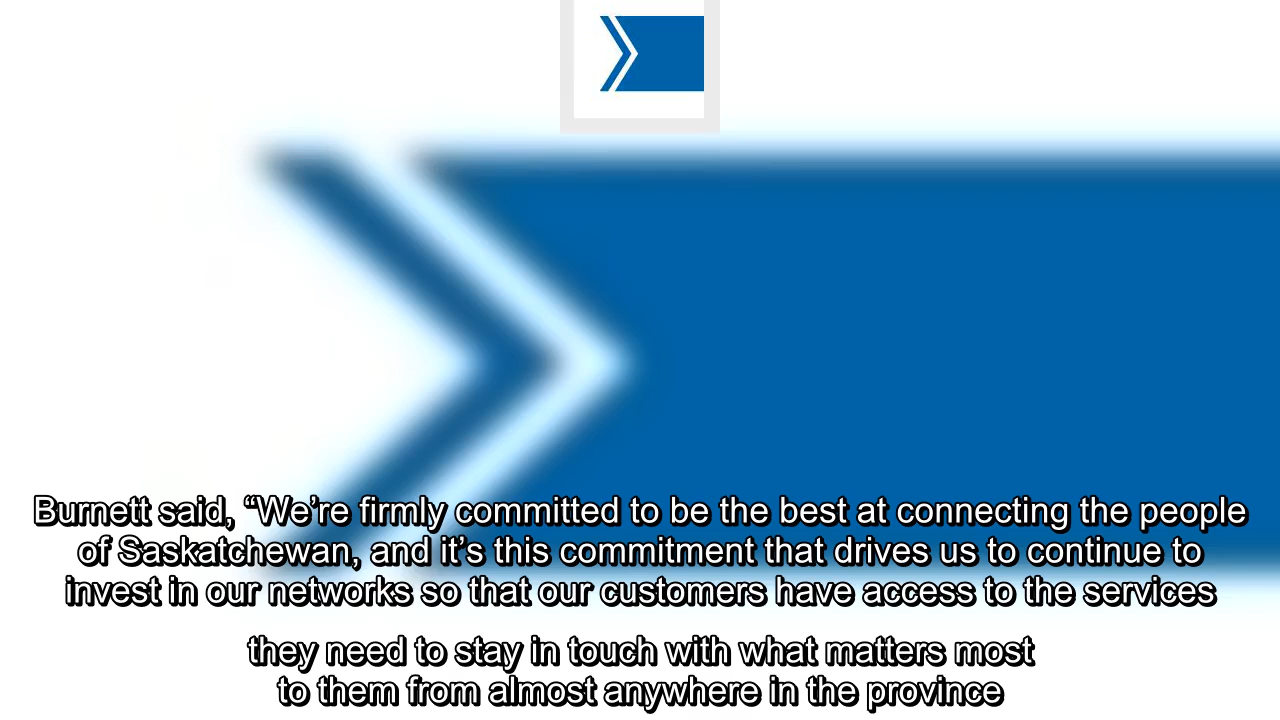 Burnett said, “We’re firmly committed to be the best at connecting the people
of Saskatchewan, and it’s this commitment that drives us to continue to
invest in our networks so that our customers have access to the services
they need to stay in touch with what matters most
to them from almost anywhere in the province